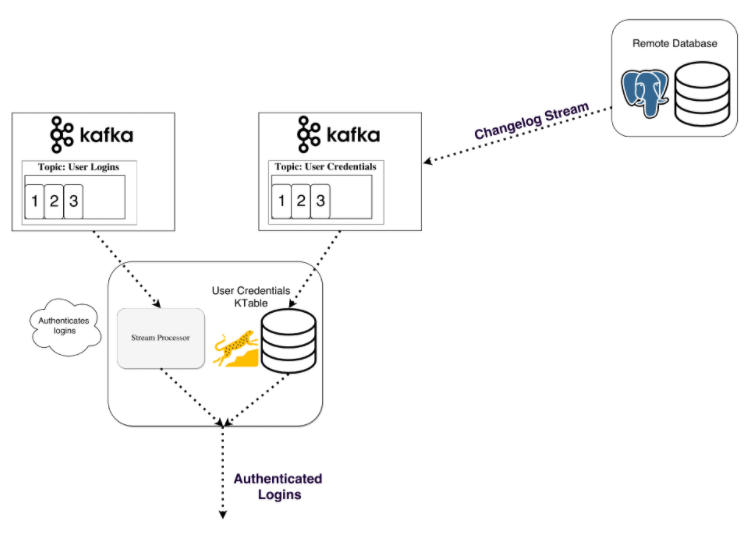 Remote Database
Changelog Stream
kafka
Topic: User Logins
1 2 3
kafka
Topic: User Credentials
1 2 3
User Credentials
KTable
Authenticates
logins
Stream Processor
Authenticated
Logins